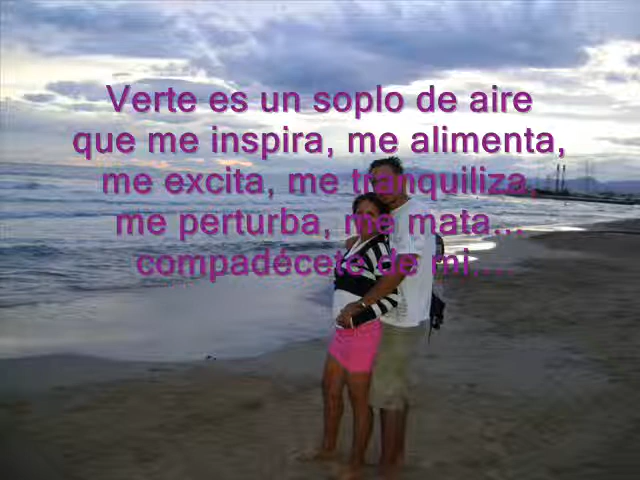 Verte es un soplo de aire
que me inspira, me alimenta,
me excita, me tranquiliza,
me perturba, me mata...
compadécete de mi....